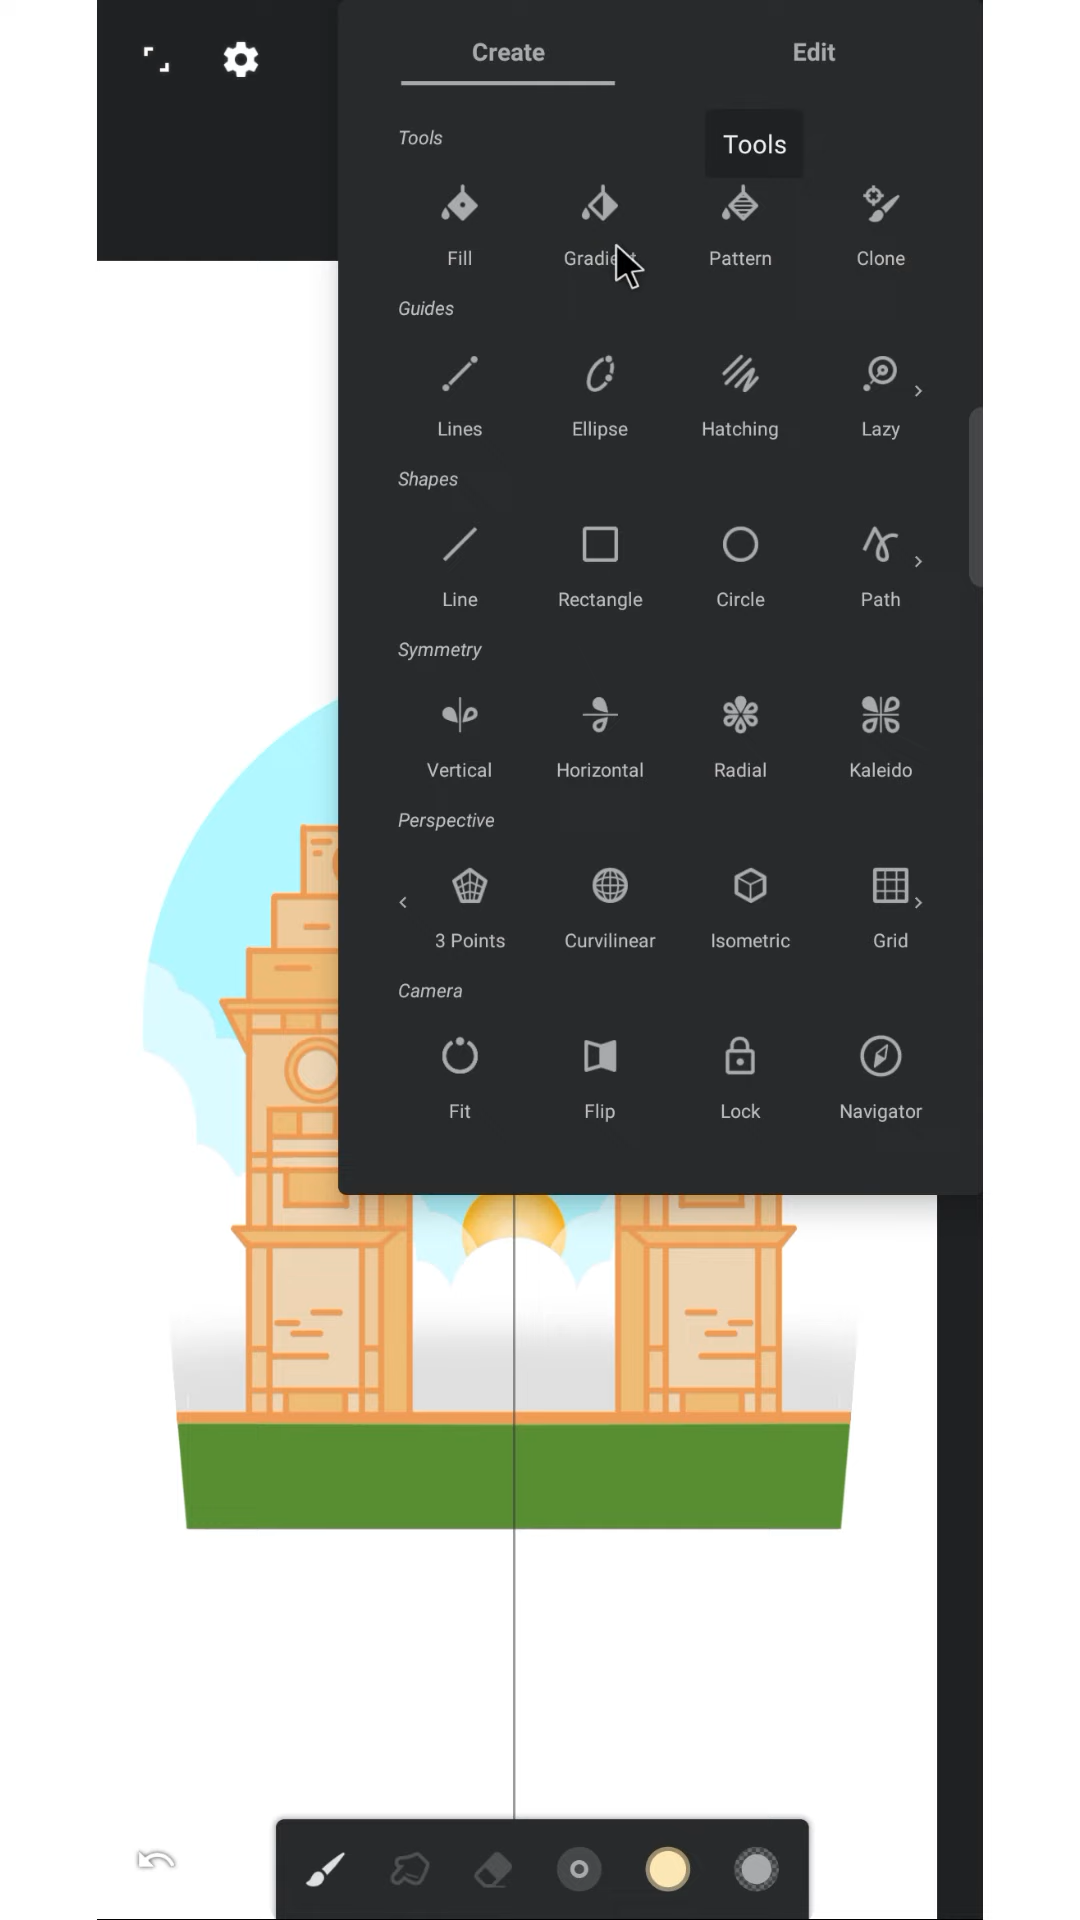 Create Edit
Tools
Tools
Fill Gradient Pattern Clone
Guides
Lines Ellipse Hatching Lazy
Shapes
Line Rectangle Circle Path
Symmetry
Vertical Horizontal Radial Kaleido
Perspective
3 Points Curvilinear Isometric Grid
Camera
Fit Flip Lock Navigator